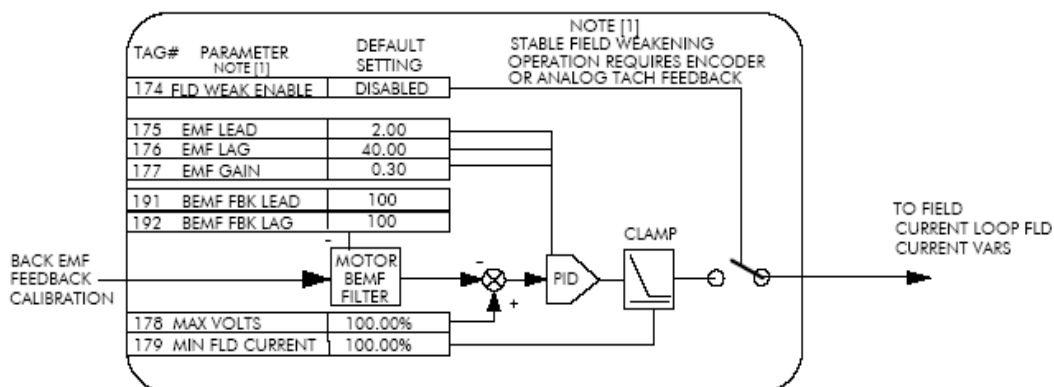 TAG# PARAMETER DEFAULT
NOTE [1] SETTING
174 FLD WEAK ENABLE DISABLED
NOTE [1]
STABLE FIELD WEAKENING
OPERATION REQUIRES ENCODER
OR ANALOG TACH FEEDBACK
175 EMF LEAD 2.00
176 EMF LAG 40.00
177 EMF GAIN 0.30
191 BEMF FBK LEAD 100
192 BEMF FBK LAG 100
BACK EMF
FEEDBACK
CALIBRATION
-
MOTOR
BEMF
FILTER
-
+
PID
CLAMP
TO FIELD
CURRENT LOOP FLD
CURRENT VARS
178 MAX VOLTS 100.00%
179 MIN FLD CURRENT 100.00%